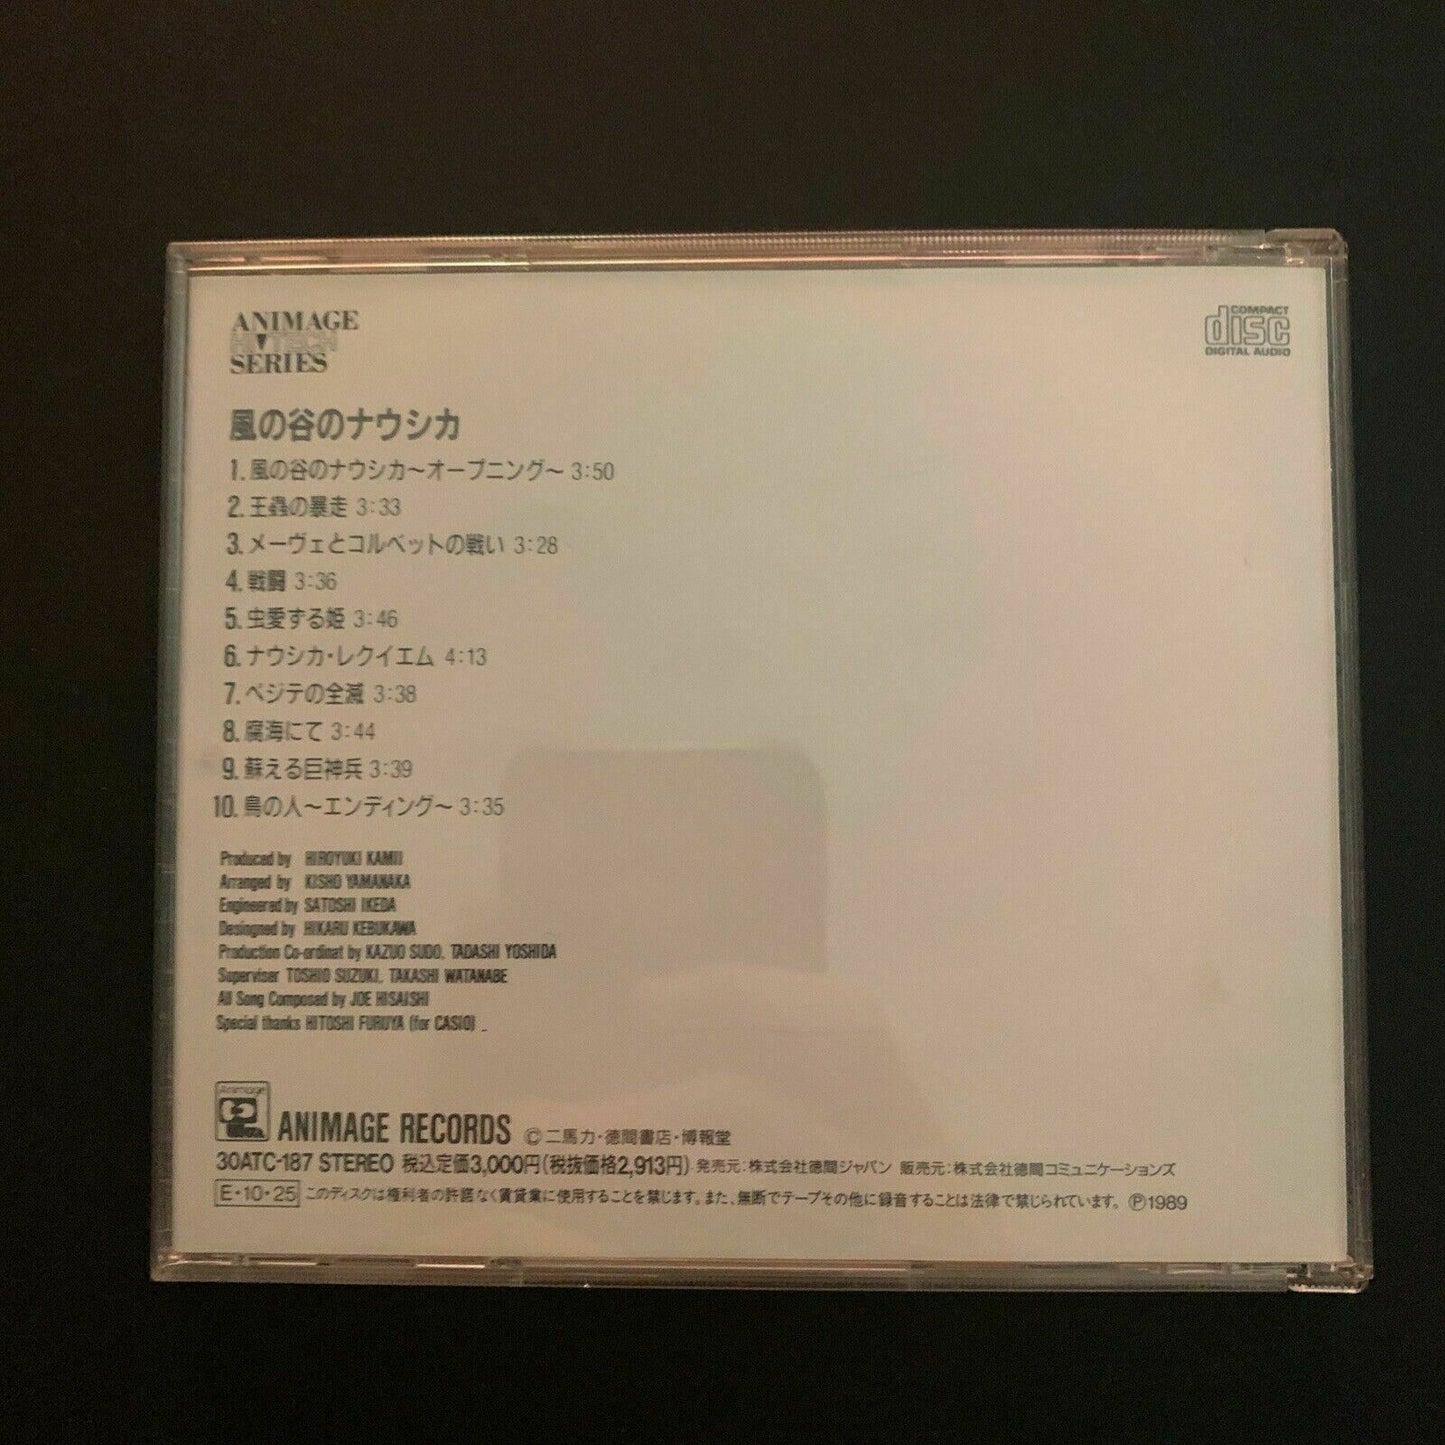 ANIMAGE
HI▼TECH
SERIES
COMPACT
disc
DIGITAL AUDIO
風の谷のナウシカ
1. 風の谷のナウシカ〜オープニング〜 3:50
2. 王蟲の暴走 3:33
3. メーヴェとコルベットの戦い 3:28
4. 戦闘 3:36
5. 虫愛ずる姫 3:46
6. ナウシカ・レクイエム 4:13
7. ペジテの全滅 3:38
8. 腐海にて 3:44
9. 蘇える巨神兵 3:39
10. 鳥の人〜エンディング〜 3:35
Produced by HIROYUKI KAMII
Arranged by KISHO YAMANAKA
Engineered by SATOSHI IKEDA
Desingned by HIKARU KEBUKAWA
Production Co-ordinat by KAZUO SUDO, TADASHI YOSHIDA
Superviser TOSHIO SUZUKI, TAKASHI WATANABE
All Song Composed by JOE HISAISHI
Special thanks HITOSHI FURUYA (for CASIO)
Animage
ANIMAGE RECORDS ©二馬力・徳間書店・博報堂
30ATC-187 STEREO 税込定価3,000円(税抜価格2,913円) 発売元:株式会社徳間ジャパン 販売元:株式会社徳間コミュニケーションズ
E・10・25 このディスクは権利者の許諾なく賃貸業に使用することを禁じます。また、無断でテープその他に録音することは法律で禁じられています。 ℗1989